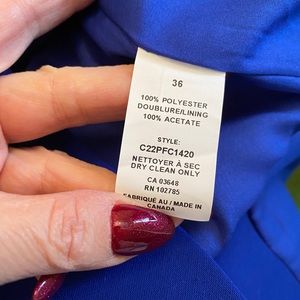 36
100% POLYESTER
DOUBLURE/LINING
100% ACETATE
STYLE:
C22PFC1420
NETTOYER À SEC
DRY CLEAN ONLY
CA 03648
RN 102785
FABRIQUÉ AU / MADE IN
CANADA